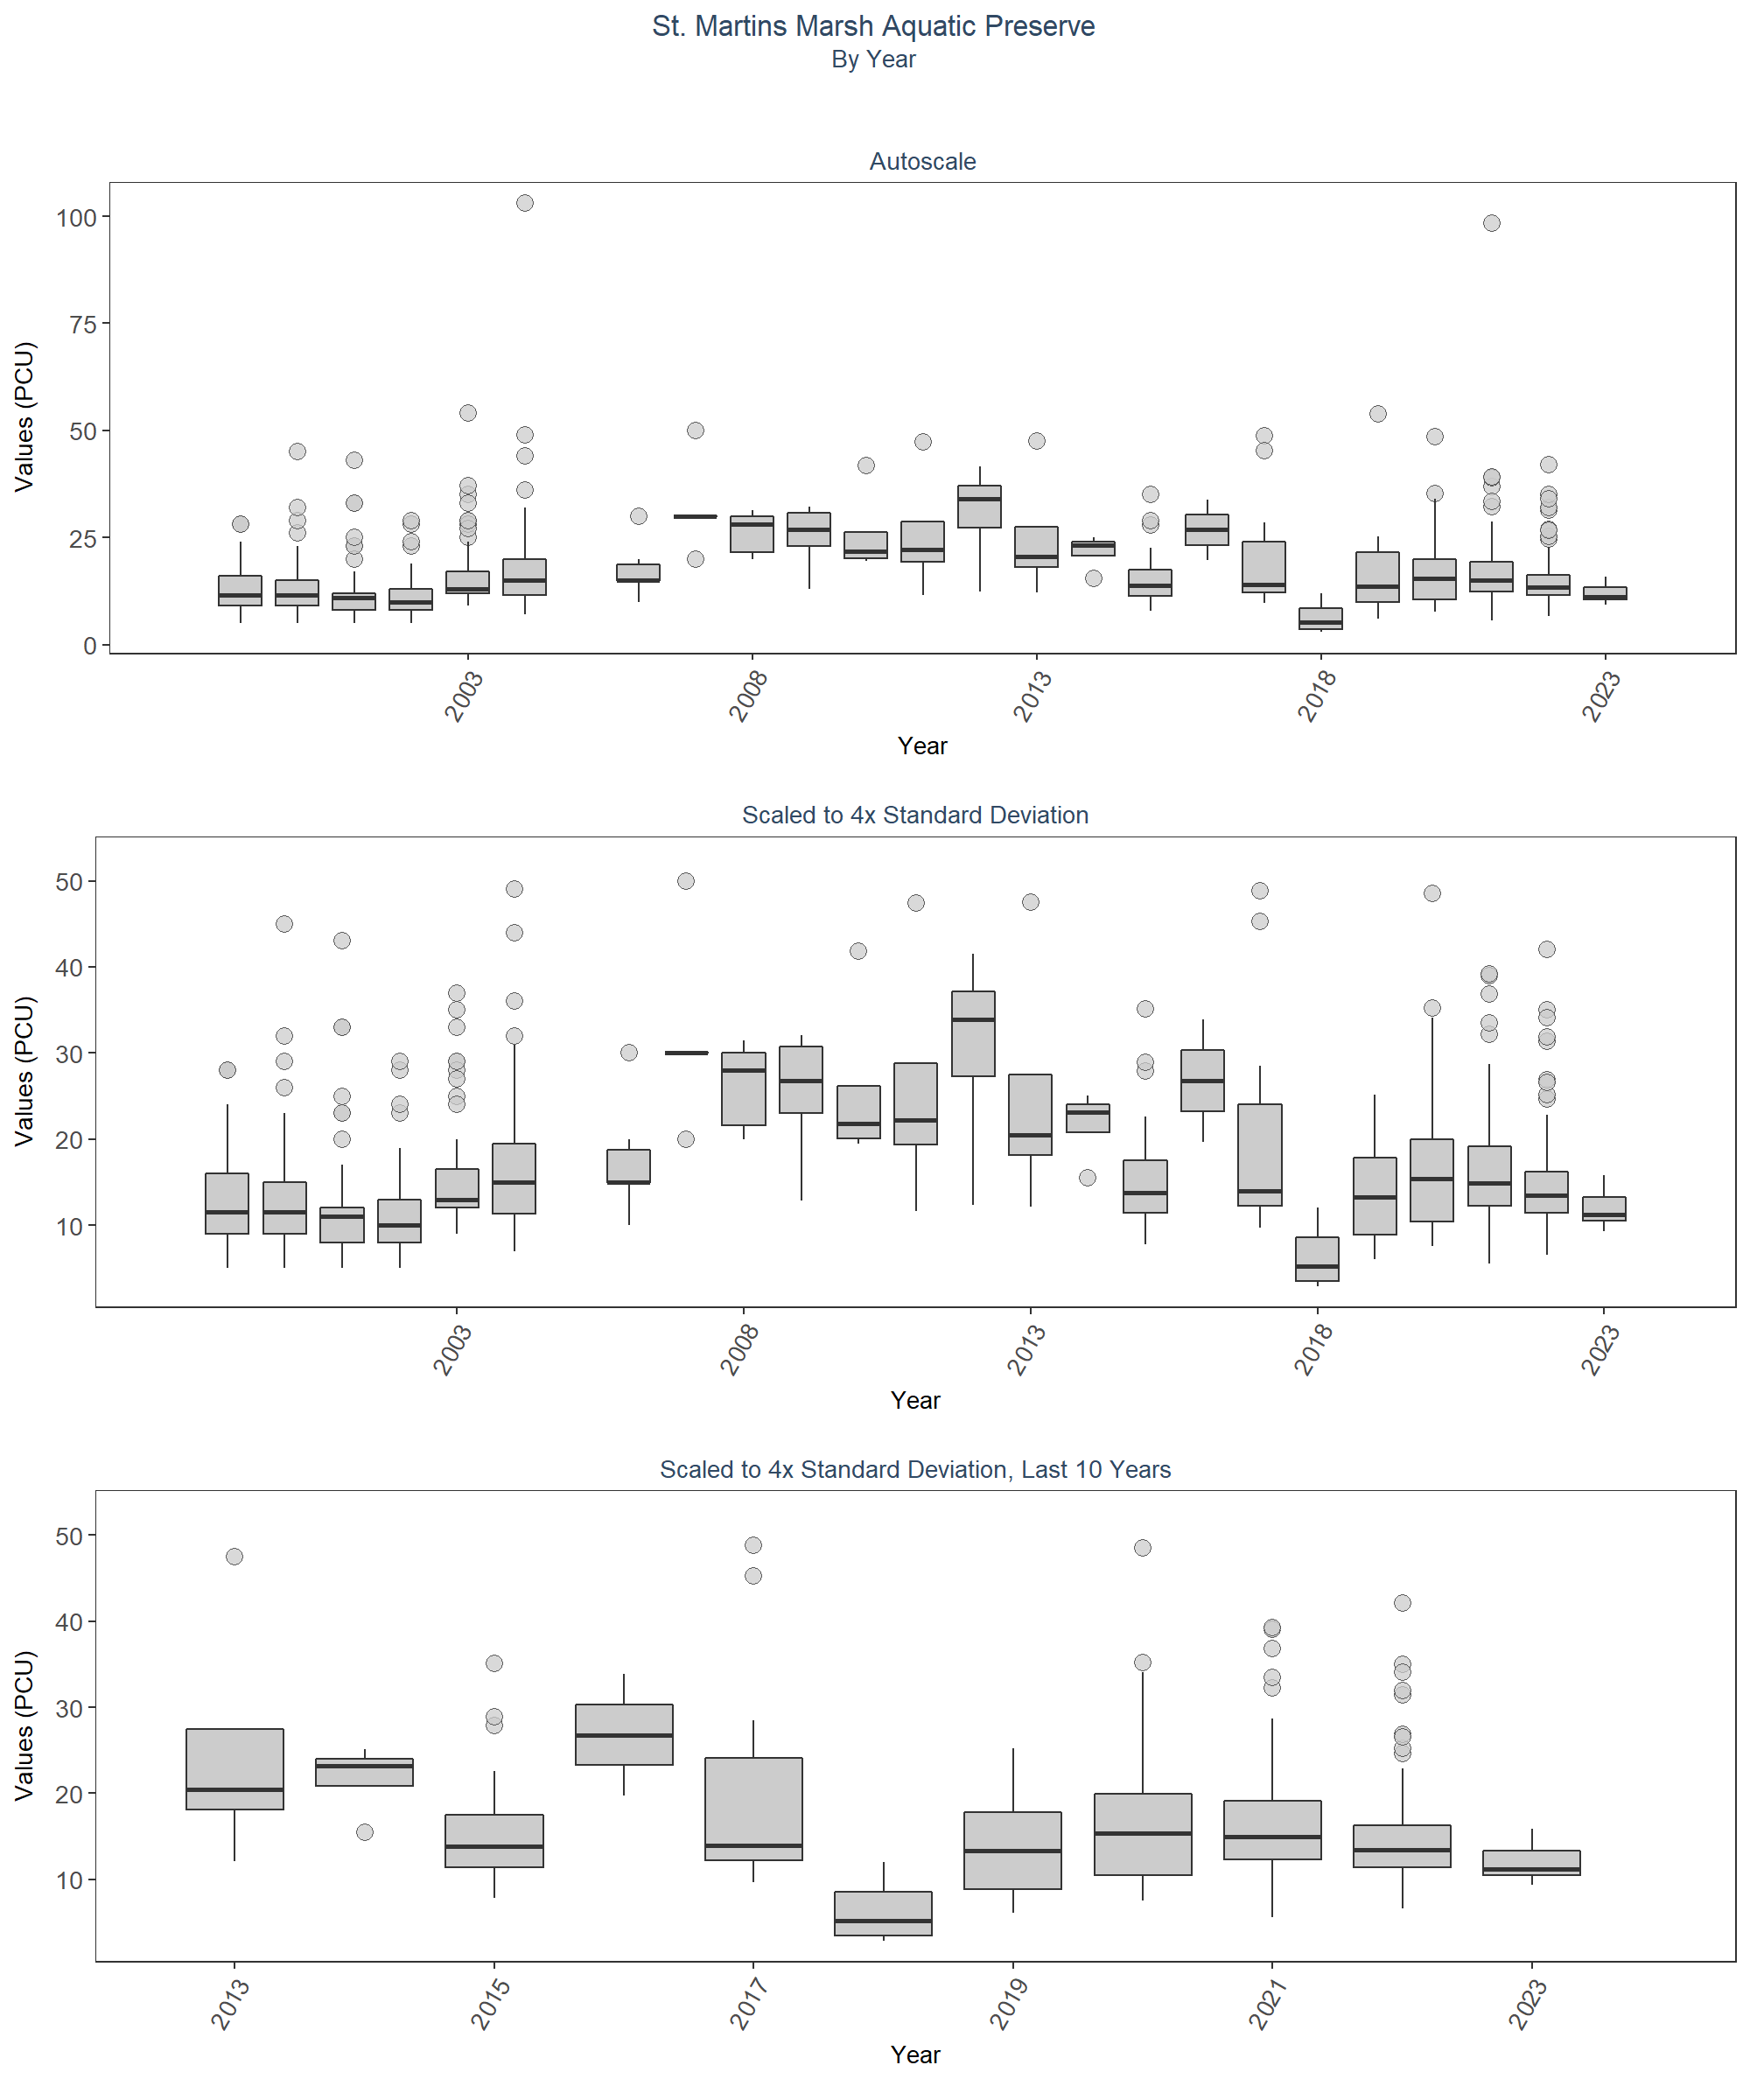 St. Martins Marsh Aquatic Preserve
By Year
Autoscale
Values (PCU)
100
75
50
25
0
2003
2008
2013
2018
2023
Year
Scaled to 4x Standard Deviation
Values (PCU)
50
40
30
20
10
2003
2008
2013
2018
2023
Year
Scaled to 4x Standard Deviation, Last 10 Years
Values (PCU)
50
40
30
20
10
2013
2015
2017
2019
2021
2023
Year